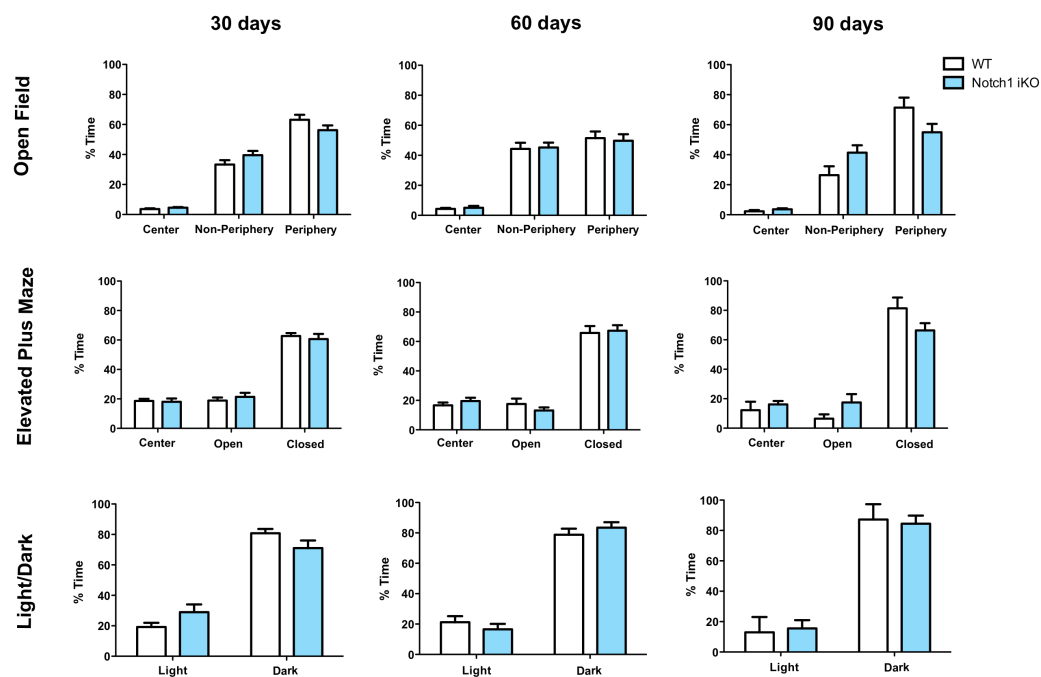 30 days 60 days 90 days
WT
Notch1 iKO
Open Field
% Time
100
80
60
40
20
0
Center Non-Periphery Periphery
% Time
100
80
60
40
20
0
Center Non-Periphery Periphery
% Time
100
80
60
40
20
0
Center Non-Periphery Periphery
Elevated Plus Maze
% Time
100
80
60
40
20
0
Center Open Closed
% Time
100
80
60
40
20
0
Center Open Closed
% Time
100
80
60
40
20
0
Center Open Closed
Light/Dark
% Time
100
80
60
40
20
0
Light Dark
% Time
100
80
60
40
20
0
Light Dark
% Time
100
80
60
40
20
0
Light Dark